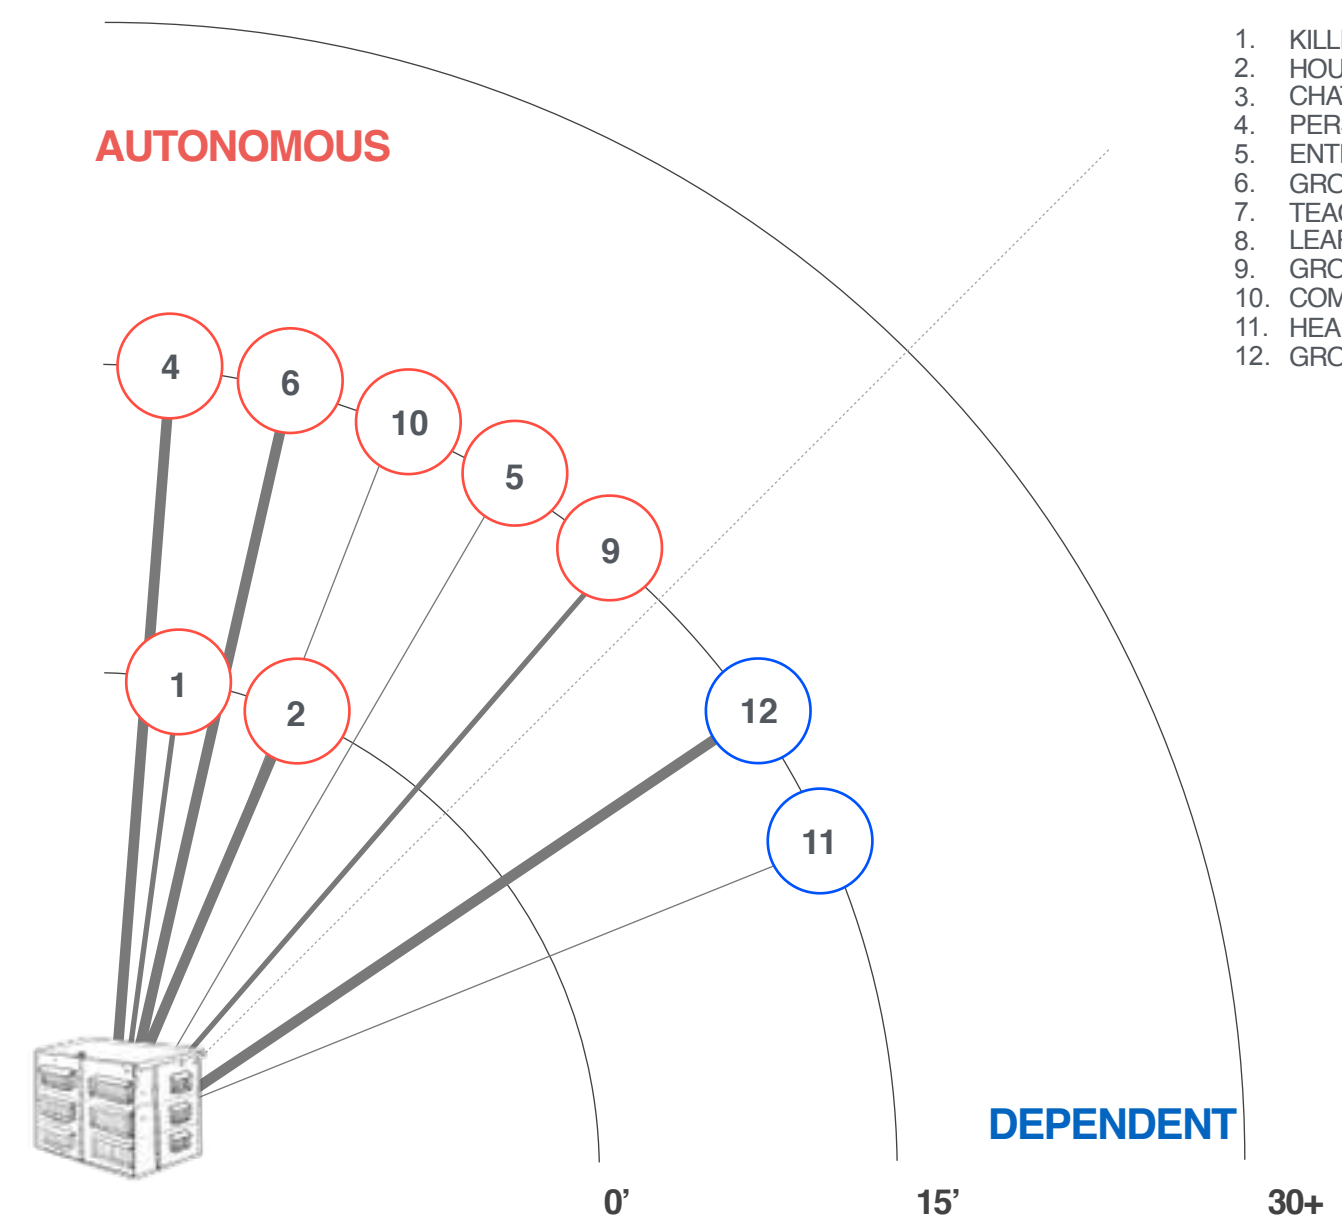 AUTONOMOUS
1. KILL
2. HOU
3. CHA
4. PER
5. ENT
6. GRO
7. TEA
8. LEA
9. GRO
10. COM
11. HEA
12. GRO
4
6
10
5
9
1
2
12
11
DEPENDENT
0’
15’
30+